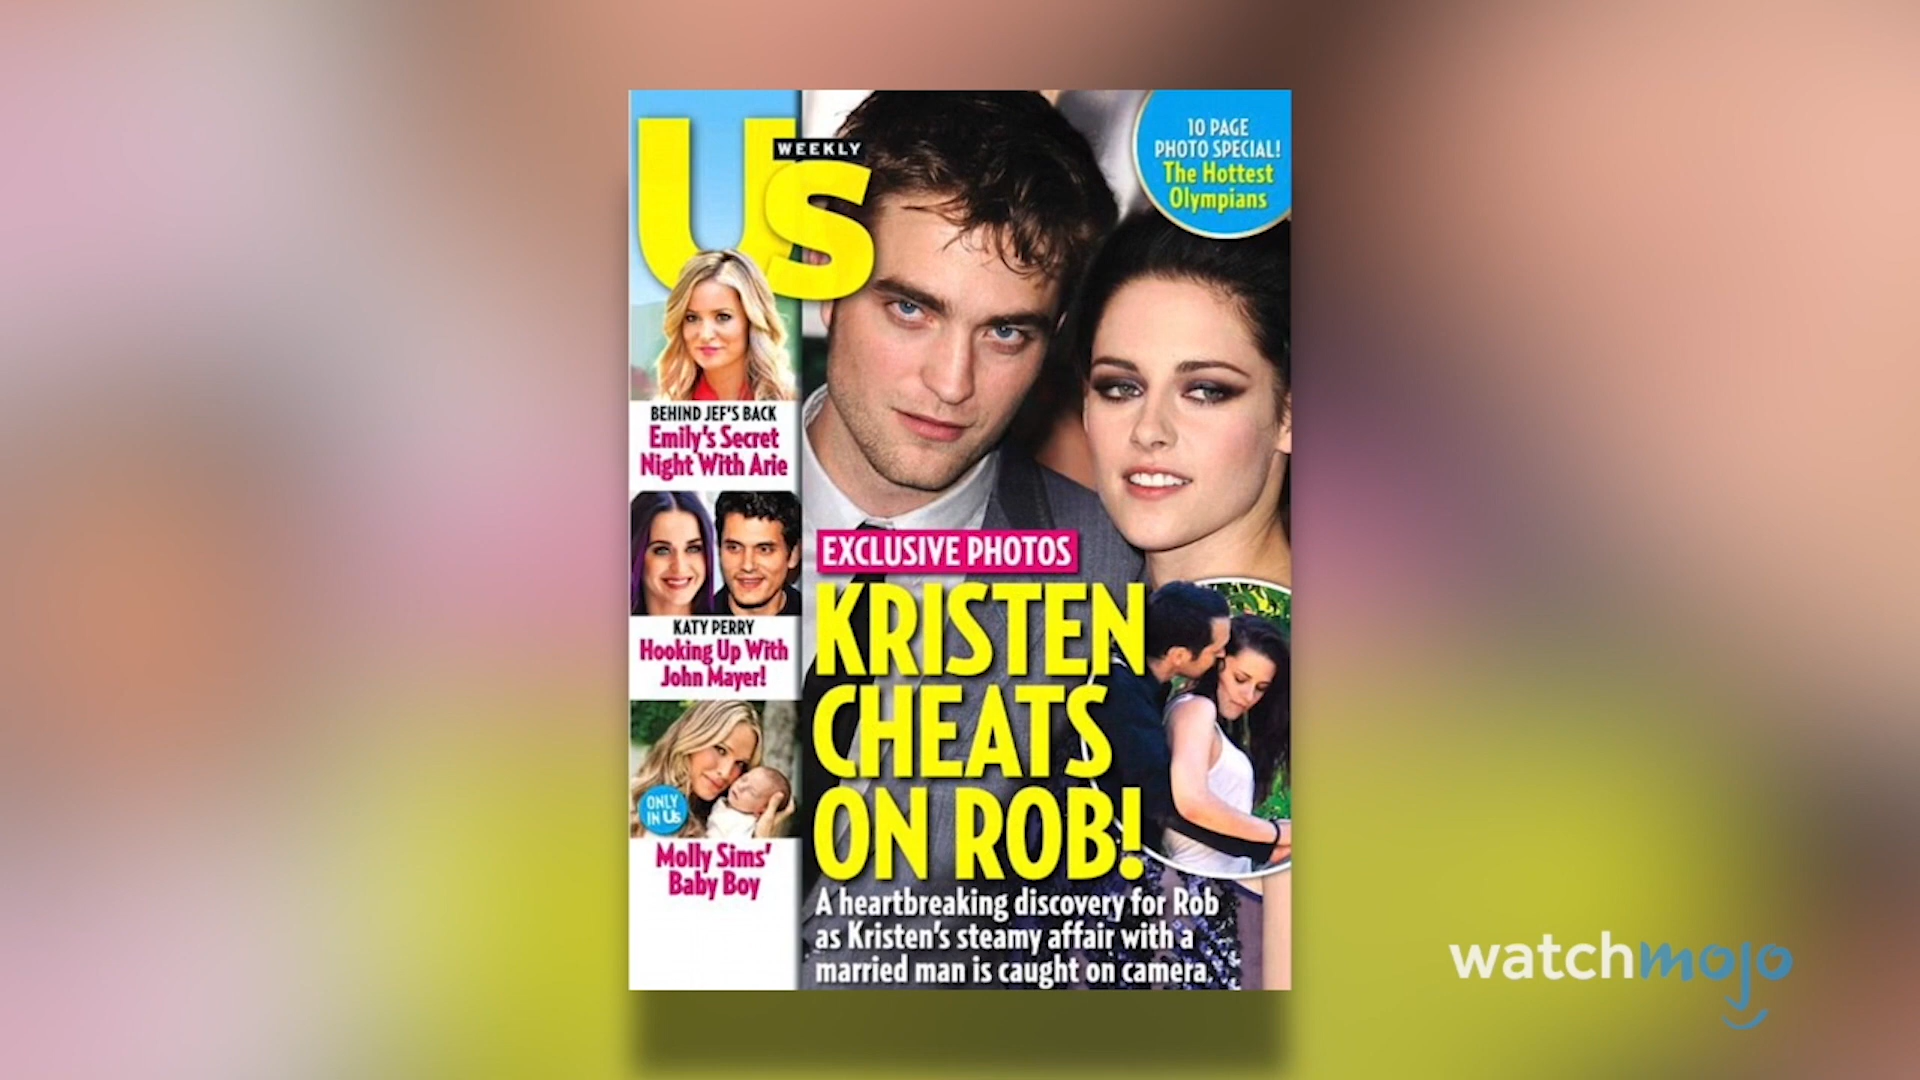 Us
WEEKLY
10 PAGE
PHOTO SPECIAL!
The Hottest
Olympians
BEHIND JEF'S BACK
Emily's Secret
Night With Arie
KATY PERRY
Hooking Up With
John Mayer!
ONLY
IN Us
Molly Sims'
Baby Boy
EXCLUSIVE PHOTOS
KRISTEN
CHEATS
ON ROB!
A heartbreaking discovery for Rob
as Kristen's steamy affair with a
married man is caught on camera.
watchmojo